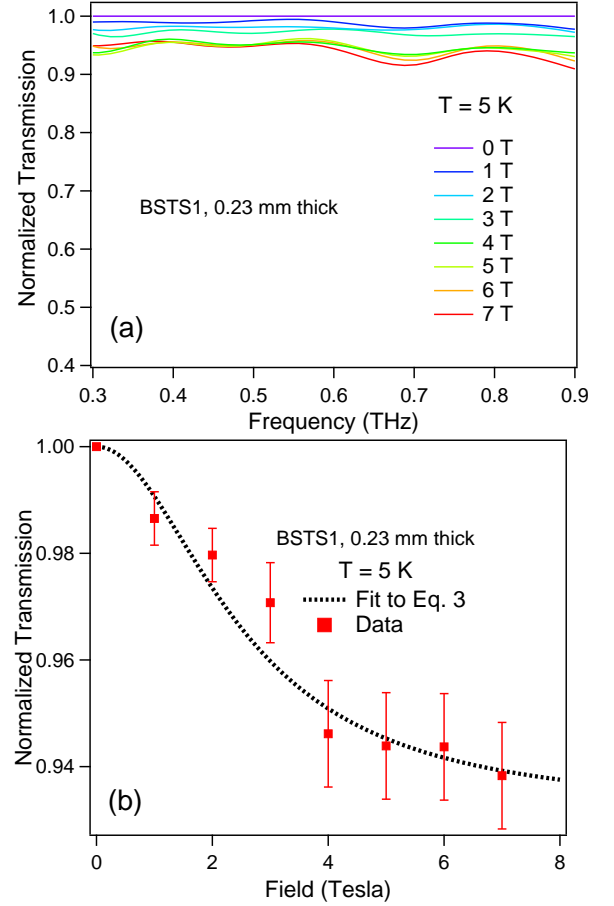 Normalized Transmission
1.0
0.9
0.8
0.7
0.6
0.5
0.4
T = 5 K
0 T
1 T
2 T
3 T
4 T
5 T
6 T
7 T
BSTS1, 0.23 mm thick
(a)
0.3
0.4
0.5
0.6
0.7
0.8
0.9
Frequency (THz)
Normalized Transmission
1.00
0.98
0.96
0.94
BSTS1, 0.23 mm thick
T = 5 K
Fit to Eq. 3
Data
(b)
0
2
4
6
8
Field (Tesla)